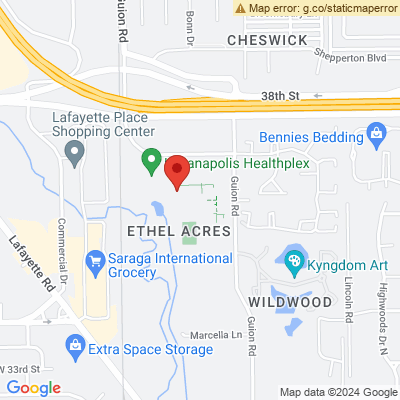 Map error: g.co/staticmaperror
Guion Rd
Bonn Dr
CHESWICK
Shepperton Blvd
38th St
Lafayette Place
Shopping Center
Bennies Bedding
anapolis Healthplex
Guion Rd
ETHEL ACRES
Lafayette Rd
Commercial Dr
Saraga International
Grocery
Kyngdom Art
WILDWOOD
Lincoln Rd
Highwoods Dr N
Marcella Ln
Guion Rd
W 33rd St
Extra Space Storage
Google
Map data ©2024 Google